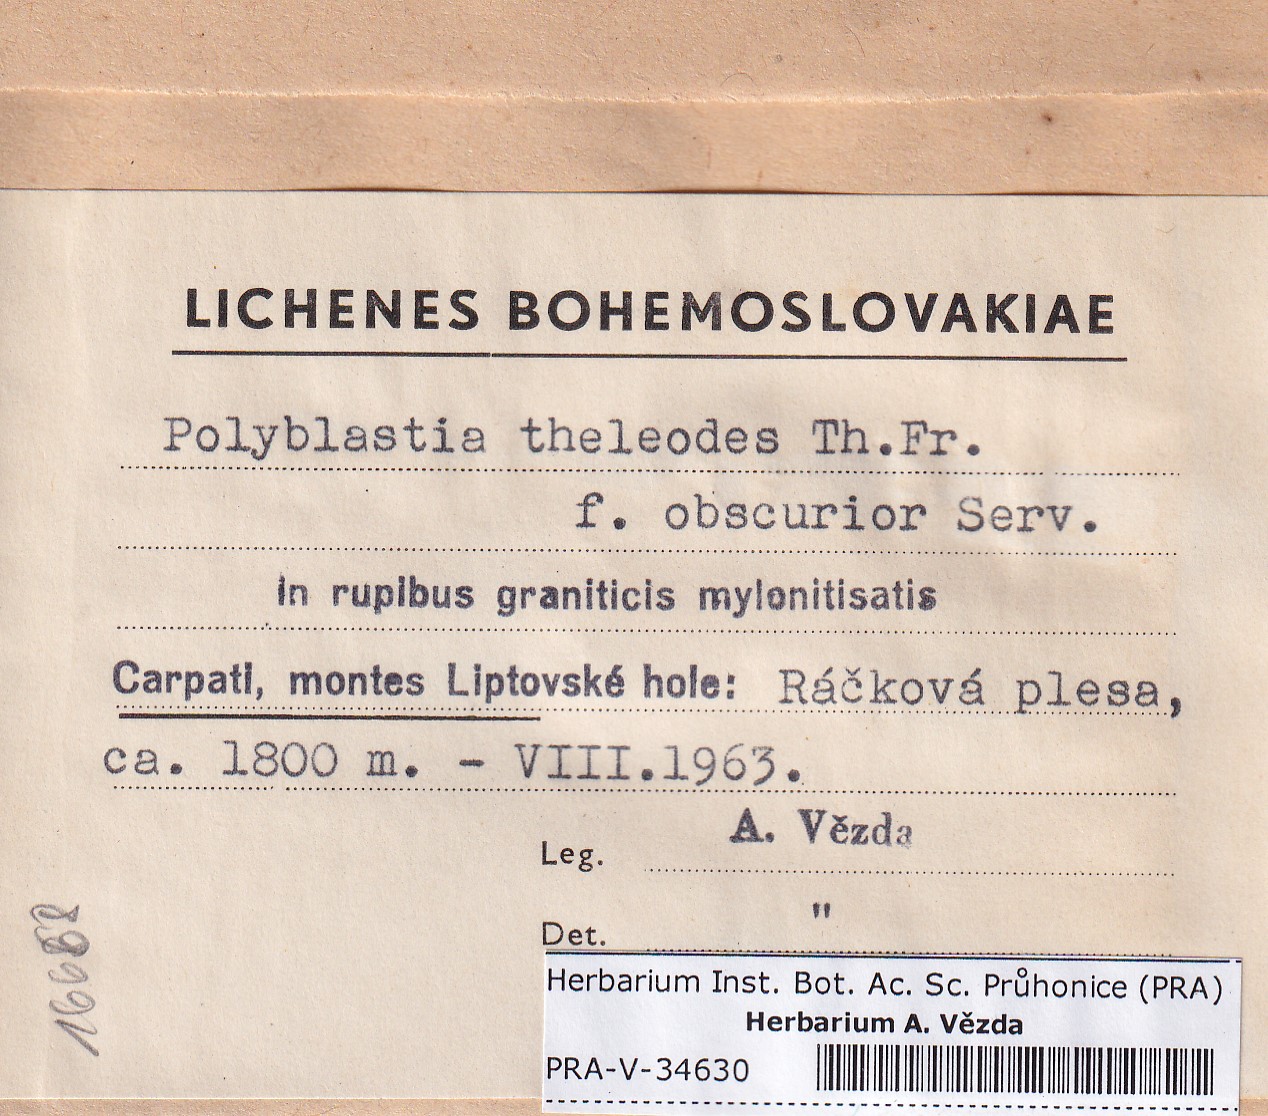 LICHENES BOHEMOSLOVAKIAE
Polyblastia theleodes Th.Fr.
f. obscurior Serv.
In rupibus graniticis mylonitisatis
Carpati, montes Liptovské hole: Ráčková plesa,
ca. 1800 m. - VIII.1963.
A. Vězda
Leg.
"
Det.
Herbarium Inst. Bot. Ac. Sc. Průhonice (PRA)
Herbarium A. Vězda
PRA-V-34630